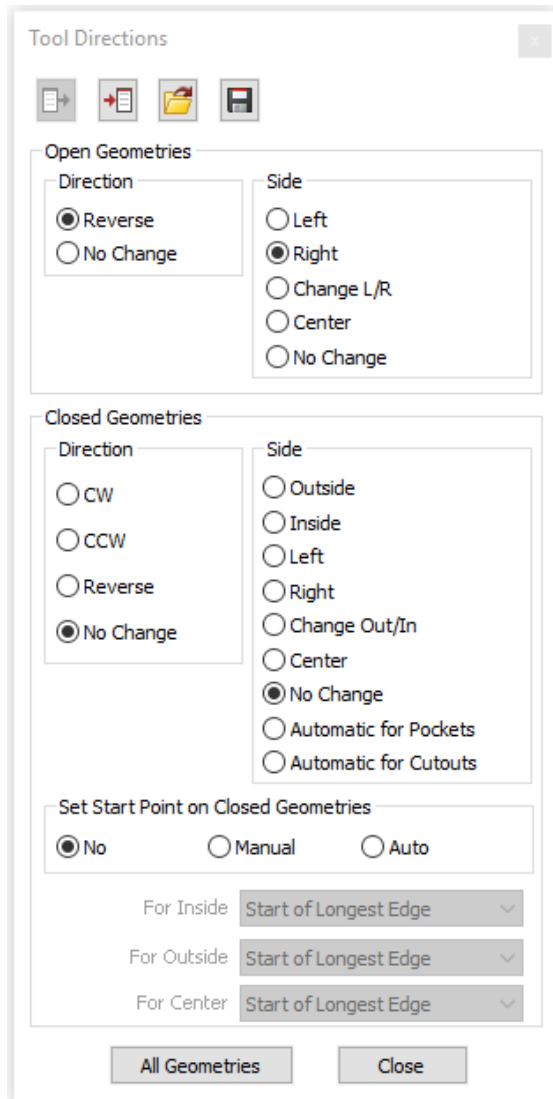 Tool Directions
x
Open Geometries
Direction
Side
Reverse
Left
No Change
Right
Change L/R
Center
No Change
Closed Geometries
Direction
Side
CW
Outside
CCW
Inside
Reverse
Left
No Change
Right
Change Out/In
Center
No Change
Automatic for Pockets
Automatic for Cutouts
Set Start Point on Closed Geometries
No Manual Auto
For Inside Start of Longest Edge
For Outside Start of Longest Edge
For Center Start of Longest Edge
All Geometries Close